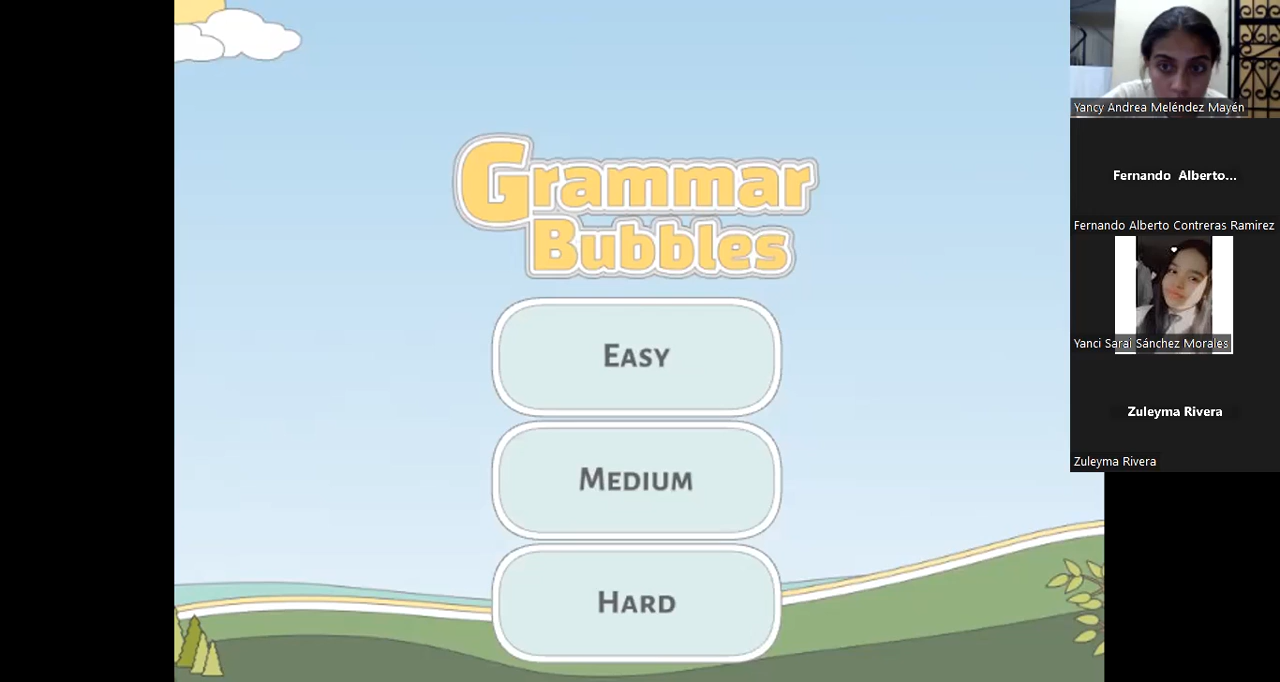 Grammar
Bubbles
Easy
Medium
Hard
Yancy Andrea Meléndez Mayén
Fernando Alberto...
Fernando Alberto Contreras Ramirez
Yanci Sarai Sánchez Morales
Zuleyma Rivera
Zuleyma Rivera